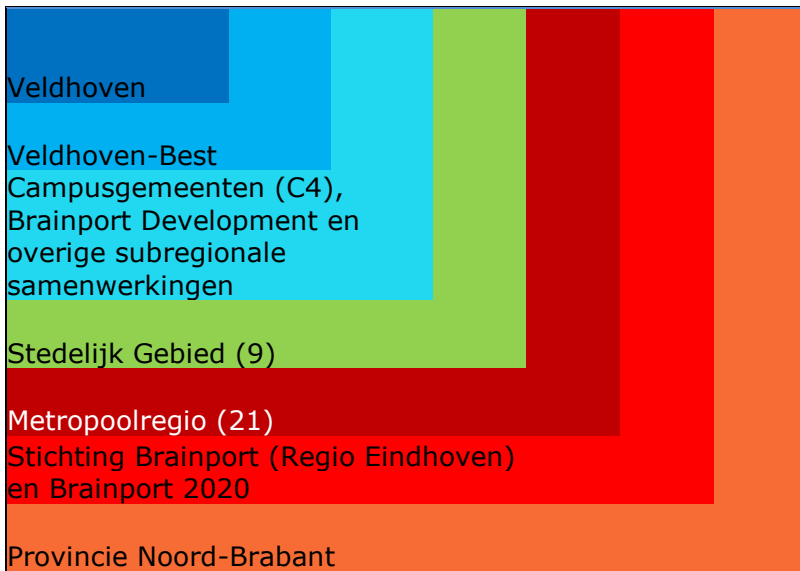 Veldhoven
Veldhoven-Best
Campusgemeenten (C4),
Brainport Development en
overige subregionale
samenwerkingen
Stedelijk Gebied (9)
Metropoolregio (21)
Stichting Brainport (Regio Eindhoven)
en Brainport 2020
Provincie Noord-Brabant